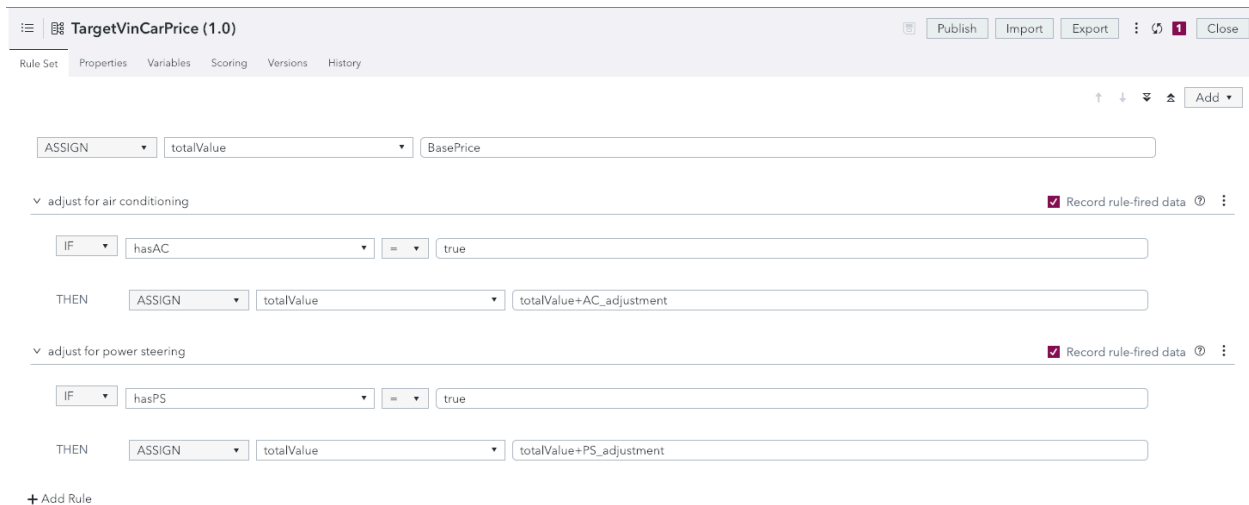 TargetVinCarPrice (1.0) Publish Import Export 1 Close
Rule Set Properties Variables Scoring Versions History
Add
ASSIGN totalValue BasePrice
adjust for air conditioning Record rule-fired data ?
IF hasAC = true
THEN ASSIGN totalValue totalValue+AC_adjustment
adjust for power steering Record rule-fired data ?
IF hasPS = true
THEN ASSIGN totalValue totalValue+PS_adjustment
+ Add Rule